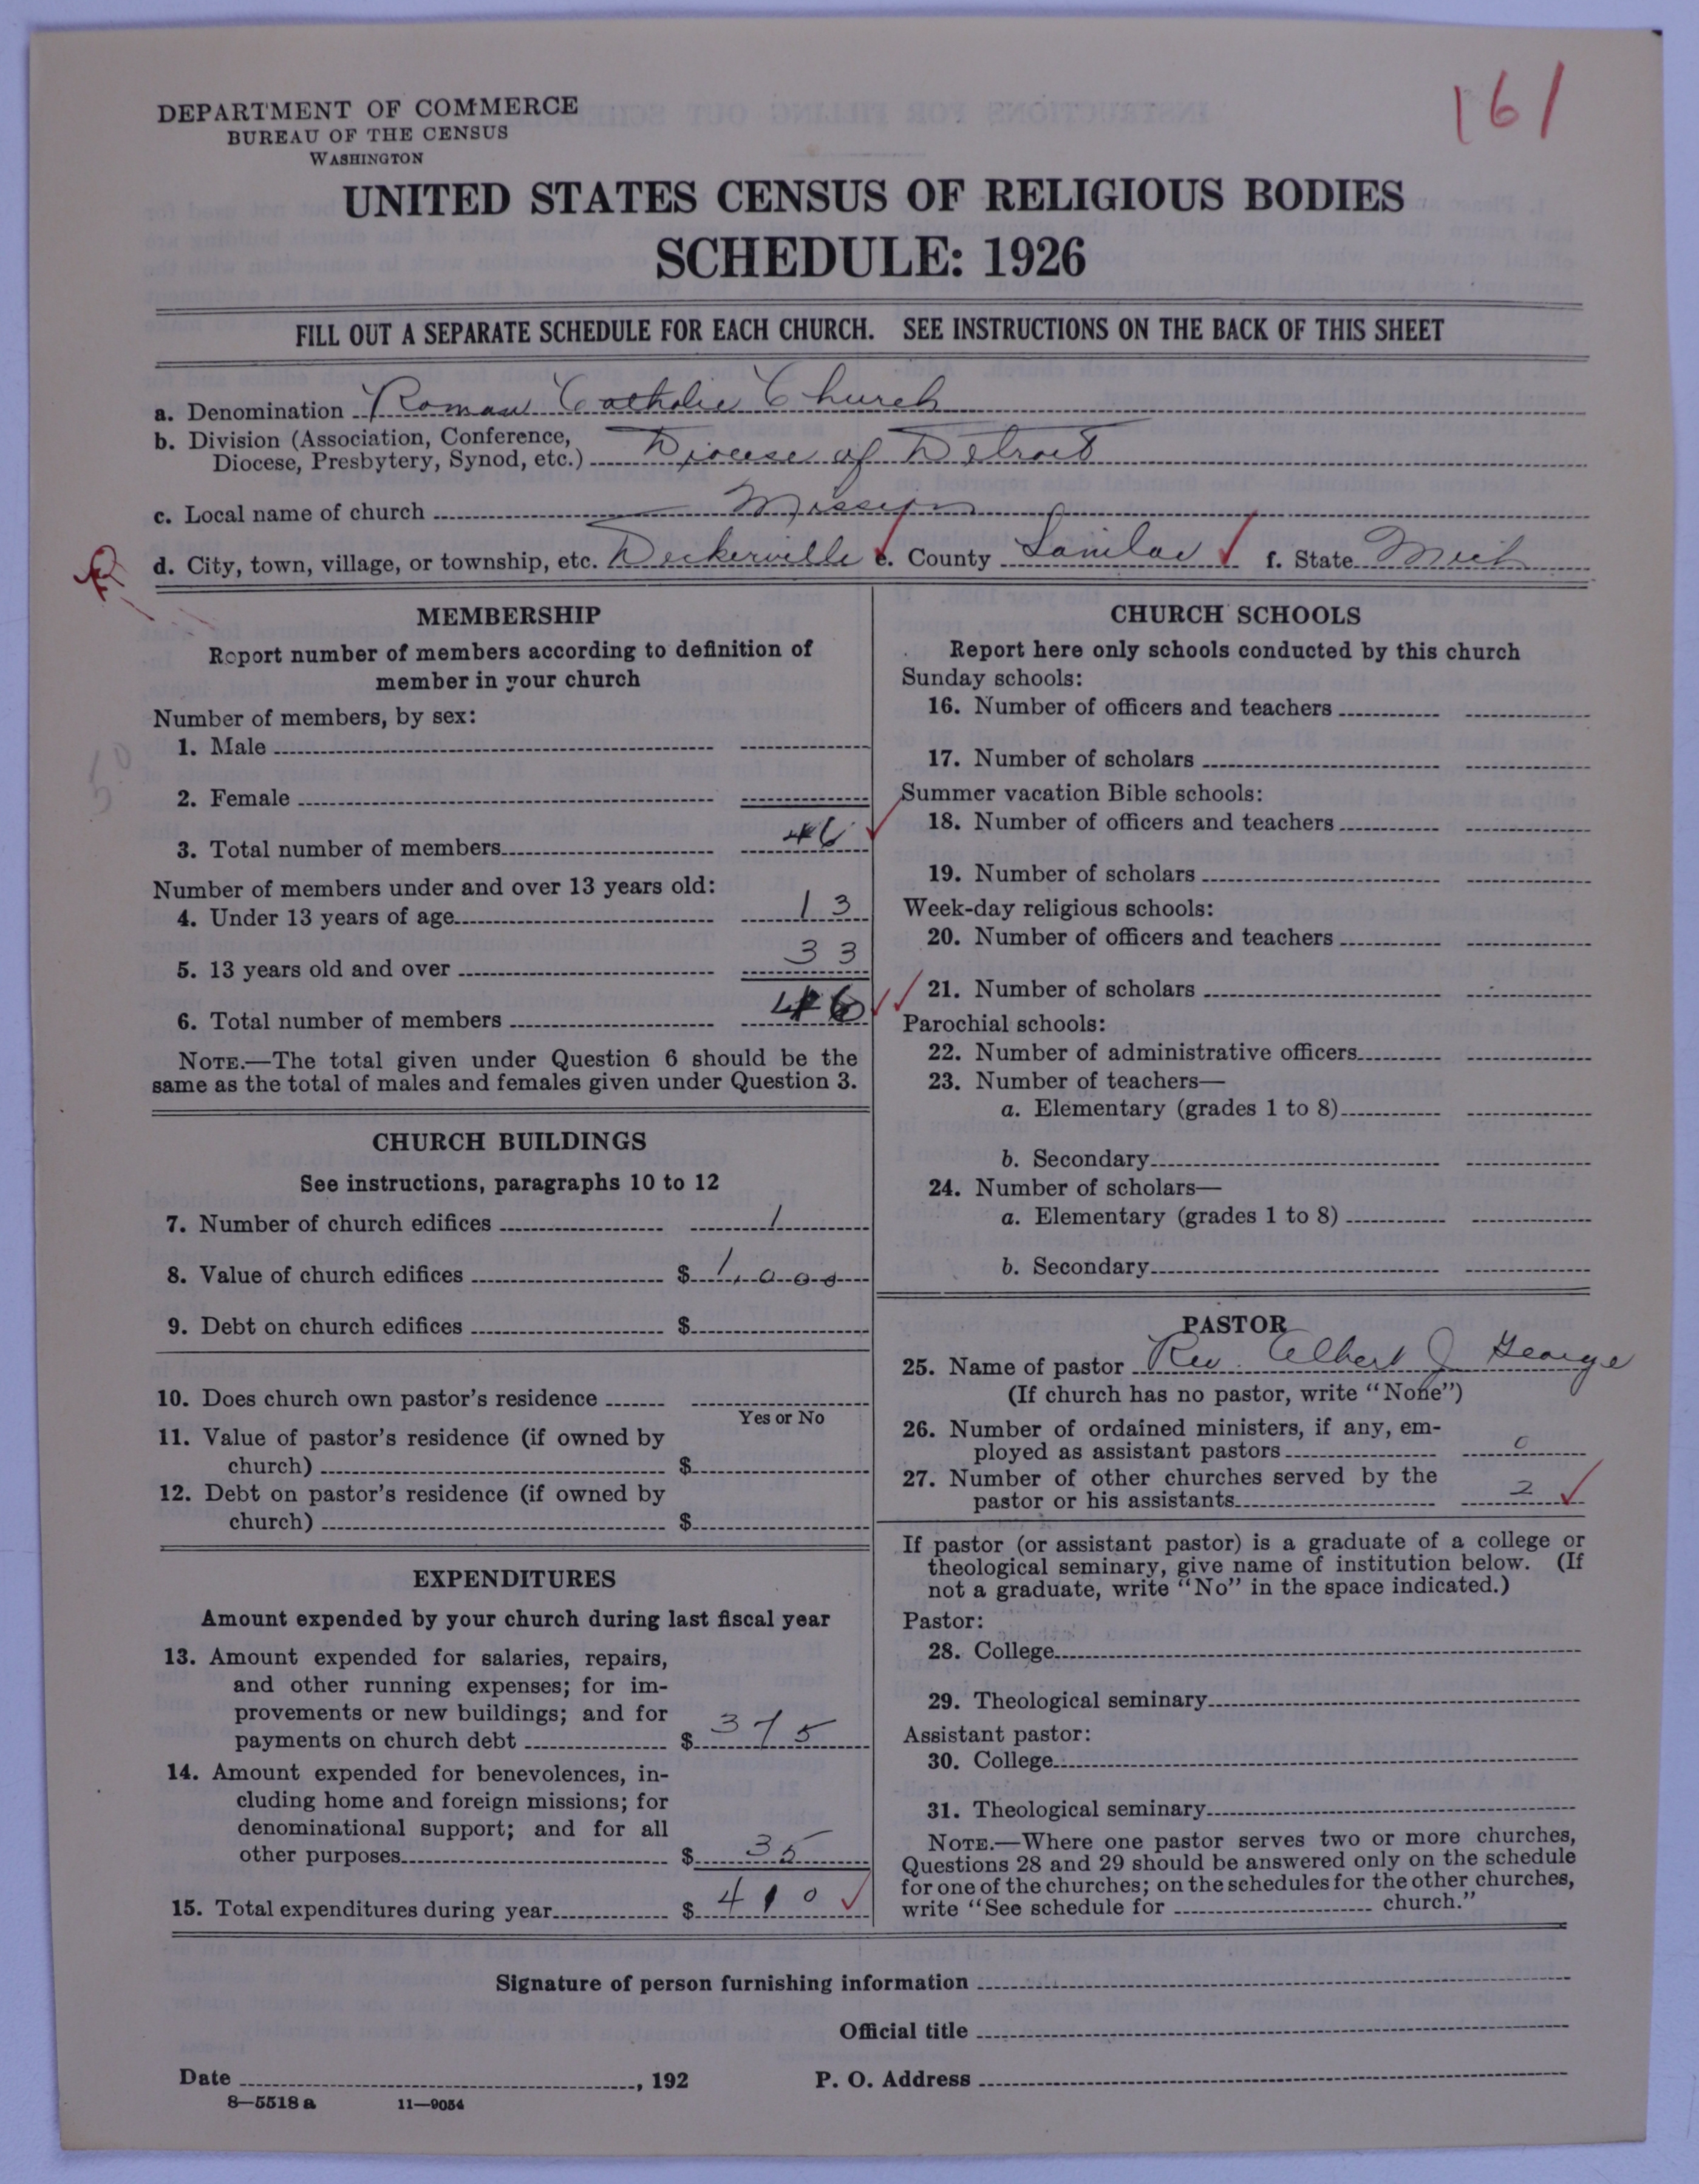 161
DEPARTMENT OF COMMERCE
BUREAU OF THE CENSUS
WASHINGTON
UNITED STATES CENSUS OF RELIGIOUS BODIES
SCHEDULE: 1926
FILL OUT A SEPARATE SCHEDULE FOR EACH CHURCH. SEE INSTRUCTIONS ON THE BACK OF THIS SHEET
a. Denomination Roman Catholic Church
b. Division (Association, Conference,
Diocese, Presbytery, Synod, etc.) Diocese of Detroit
c. Local name of church Mission
d. City, town, village, or township, etc. Deckerville e. County Sanilac f. State Mich
MEMBERSHIP
Report number of members according to definition of
member in your church
Number of members, by sex:
1. Male
2. Female
3. Total number of members 46
Number of members under and over 13 years old:
4. Under 13 years of age 13
5. 13 years old and over 33
6. Total number of members 46
NOTE.—The total given under Question 6 should be the
same as the total of males and females given under Question 3.
CHURCH BUILDINGS
See instructions, paragraphs 10 to 12
7. Number of church edifices 1
8. Value of church edifices $ 1,000
9. Debt on church edifices $
10. Does church own pastor's residence
Yes or No
11. Value of pastor's residence (if owned by
church) $
12. Debt on pastor's residence (if owned by
church) $
EXPENDITURES
Amount expended by your church during last fiscal year
13. Amount expended for salaries, repairs,
and other running expenses; for im-
provements or new buildings; and for
payments on church debt $ 375
14. Amount expended for benevolences, in-
cluding home and foreign missions; for
denominational support; and for all
other purposes $ 35
15. Total expenditures during year $ 410
CHURCH SCHOOLS
Report here only schools conducted by this church
Sunday schools:
16. Number of officers and teachers
17. Number of scholars
Summer vacation Bible schools:
18. Number of officers and teachers
19. Number of scholars
Week-day religious schools:
20. Number of officers and teachers
21. Number of scholars
Parochial schools:
22. Number of administrative officers
23. Number of teachers—
a. Elementary (grades 1 to 8)
b. Secondary
24. Number of scholars—
a. Elementary (grades 1 to 8)
b. Secondary
PASTOR
25. Name of pastor Rev. Albert J George
(If church has no pastor, write "None")
26. Number of ordained ministers, if any, em-
ployed as assistant pastors 0
27. Number of other churches served by the
pastor or his assistants 2
If pastor (or assistant pastor) is a graduate of a college or
theological seminary, give name of institution below. (If
not a graduate, write "No" in the space indicated.)
Pastor:
28. College
29. Theological seminary
Assistant pastor:
30. College
31. Theological seminary
NOTE.—Where one pastor serves two or more churches,
Questions 28 and 29 should be answered only on the schedule
for one of the churches; on the schedules for the other churches,
write "See schedule for church."
Signature of person furnishing information
Official title
Date , 192 P. O. Address
8—5518 a 11—9054